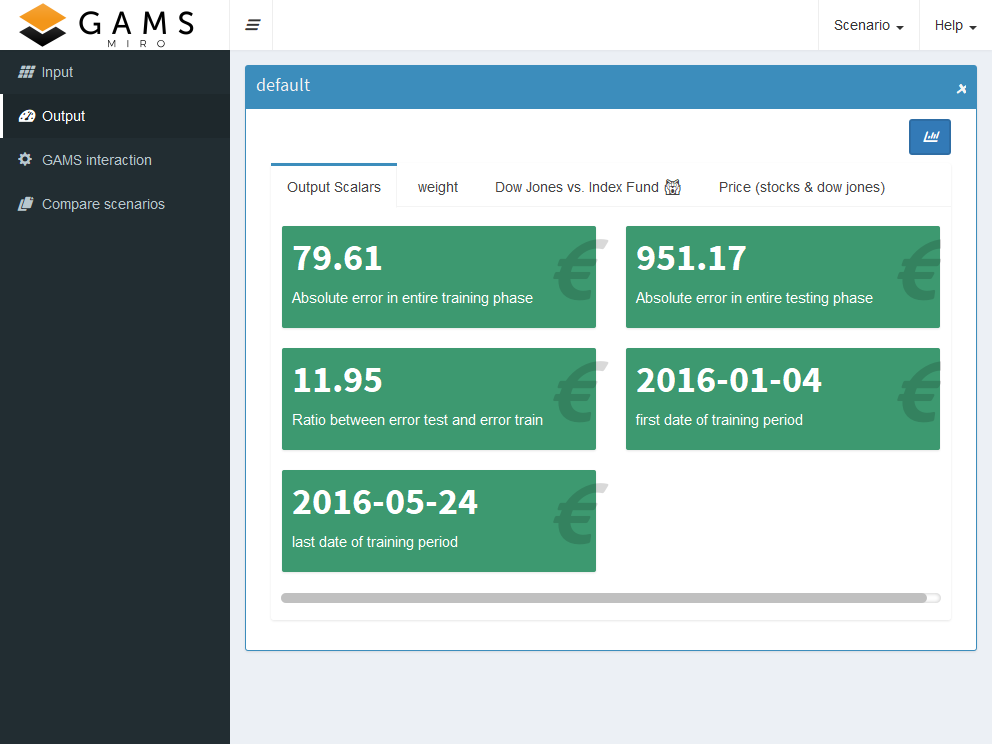 GAMS
MIRO
Scenario
Help
Input
Output
GAMS interaction
Compare scenarios
default
Output Scalars
weight
Dow Jones vs. Index Fund
Price (stocks & dow jones)
79.61
Absolute error in entire training phase
951.17
Absolute error in entire testing phase
11.95
Ratio between error test and error train
2016-01-04
first date of training period
2016-05-24
last date of training period